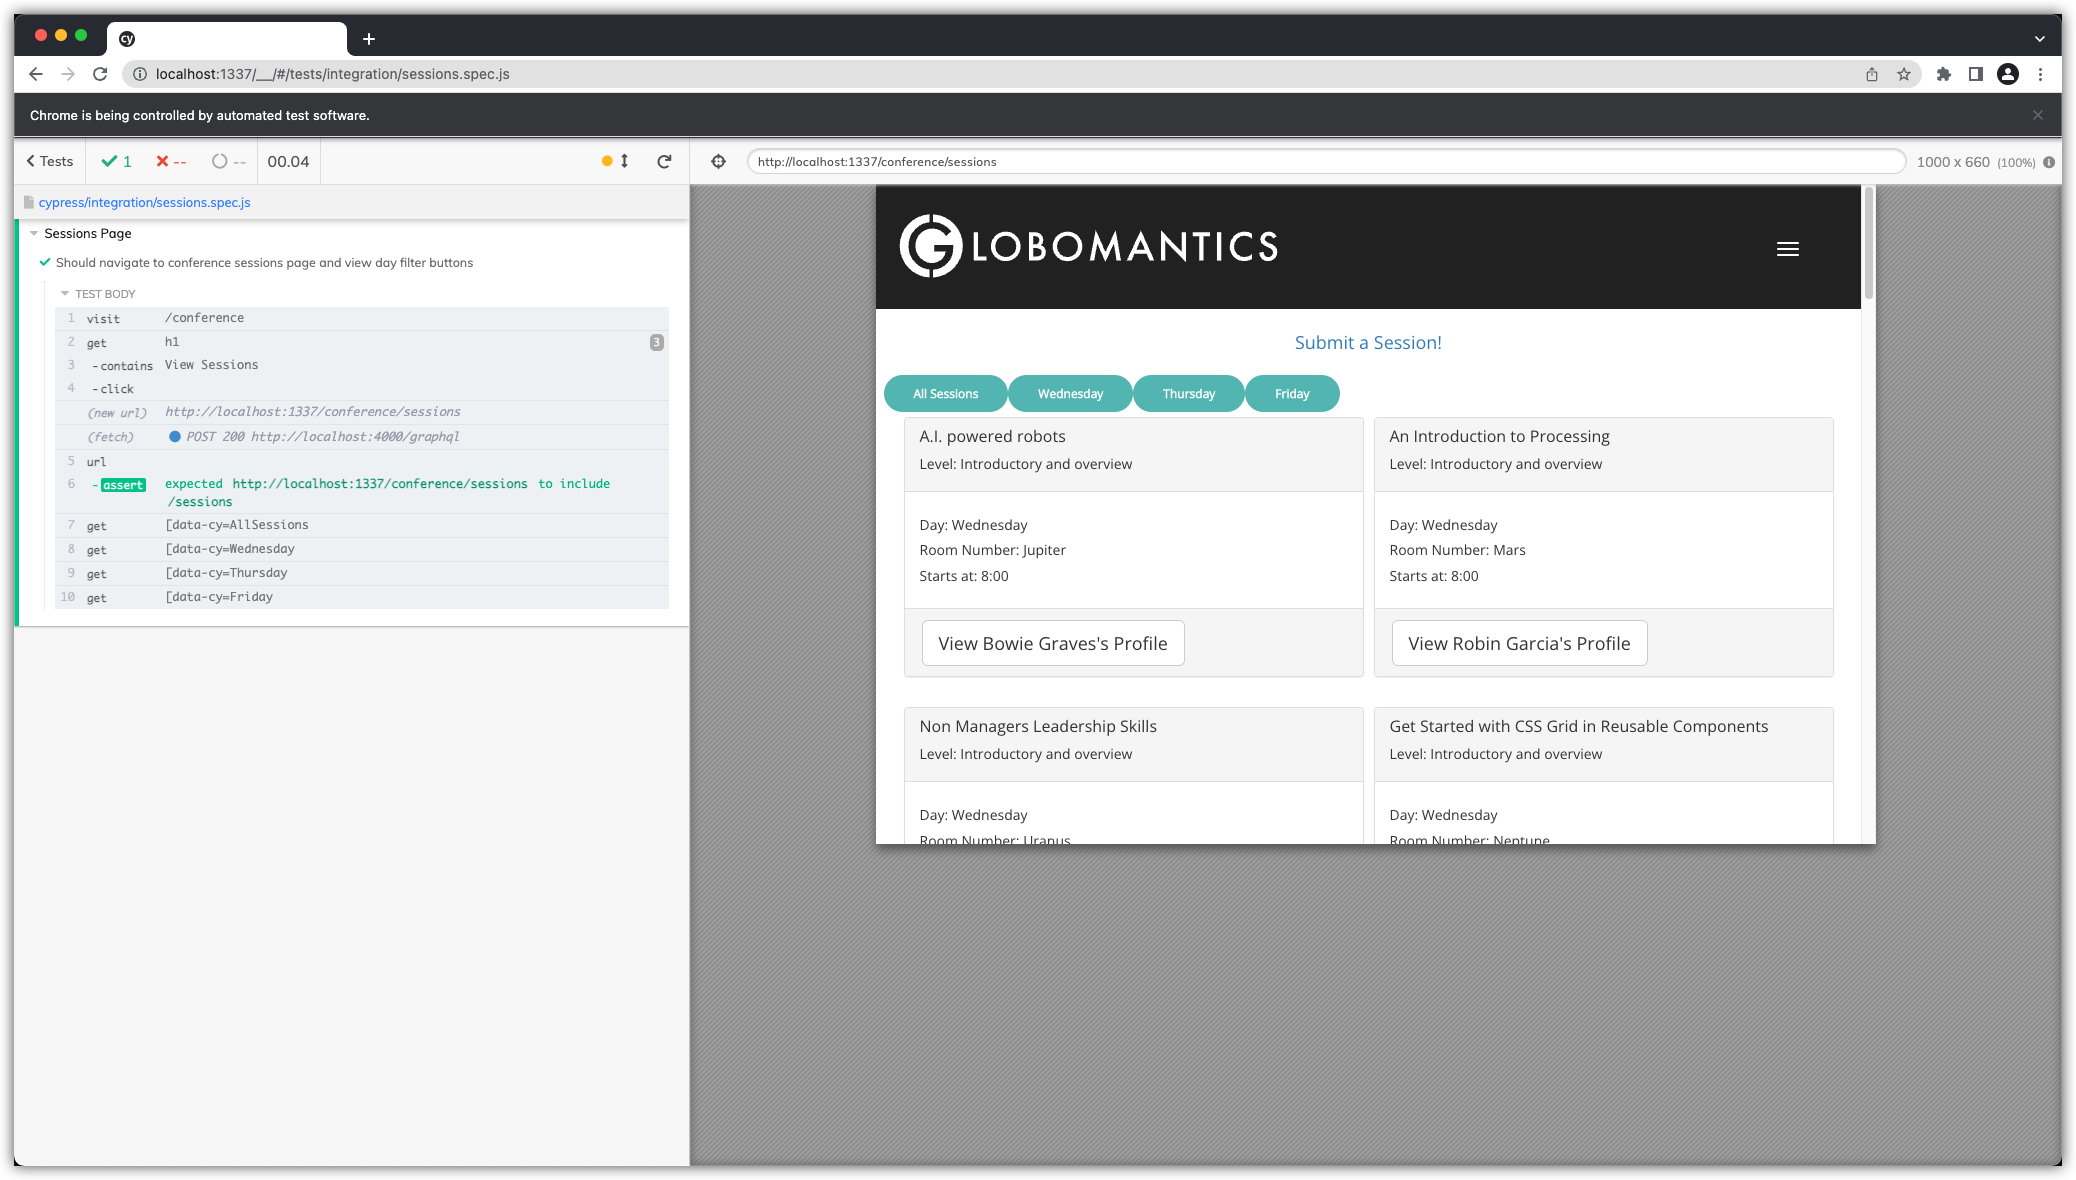 cy
+
localhost:1337/__/#/tests/integration/sessions.spec.js
Chrome is being controlled by automated test software.
Tests 1 -- -- 00.04
http://localhost:1337/conference/sessions
1000 x 660 (100%)
cypress/integration/sessions.spec.js
Sessions Page
Should navigate to conference sessions page and view day filter buttons
TEST BODY
1 visit /conference
2 get h1 3
3 -contains View Sessions
4 -click
(new url) http://localhost:1337/conference/sessions
(fetch) POST 200 http://localhost:4000/graphql
5 url
6 -assert expected http://localhost:1337/conference/sessions to include
/sessions
7 get [data-cy=AllSessions
8 get [data-cy=Wednesday
9 get [data-cy=Thursday
10 get [data-cy=Friday
GLOBOMANTICS
Submit a Session!
All Sessions Wednesday Thursday Friday
A.I. powered robots
Level: Introductory and overview
Day: Wednesday
Room Number: Jupiter
Starts at: 8:00
View Bowie Graves's Profile
An Introduction to Processing
Level: Introductory and overview
Day: Wednesday
Room Number: Mars
Starts at: 8:00
View Robin Garcia's Profile
Non Managers Leadership Skills
Level: Introductory and overview
Day: Wednesday
Room Number: Uranus
Get Started with CSS Grid in Reusable Components
Level: Introductory and overview
Day: Wednesday
Room Number: Neptune